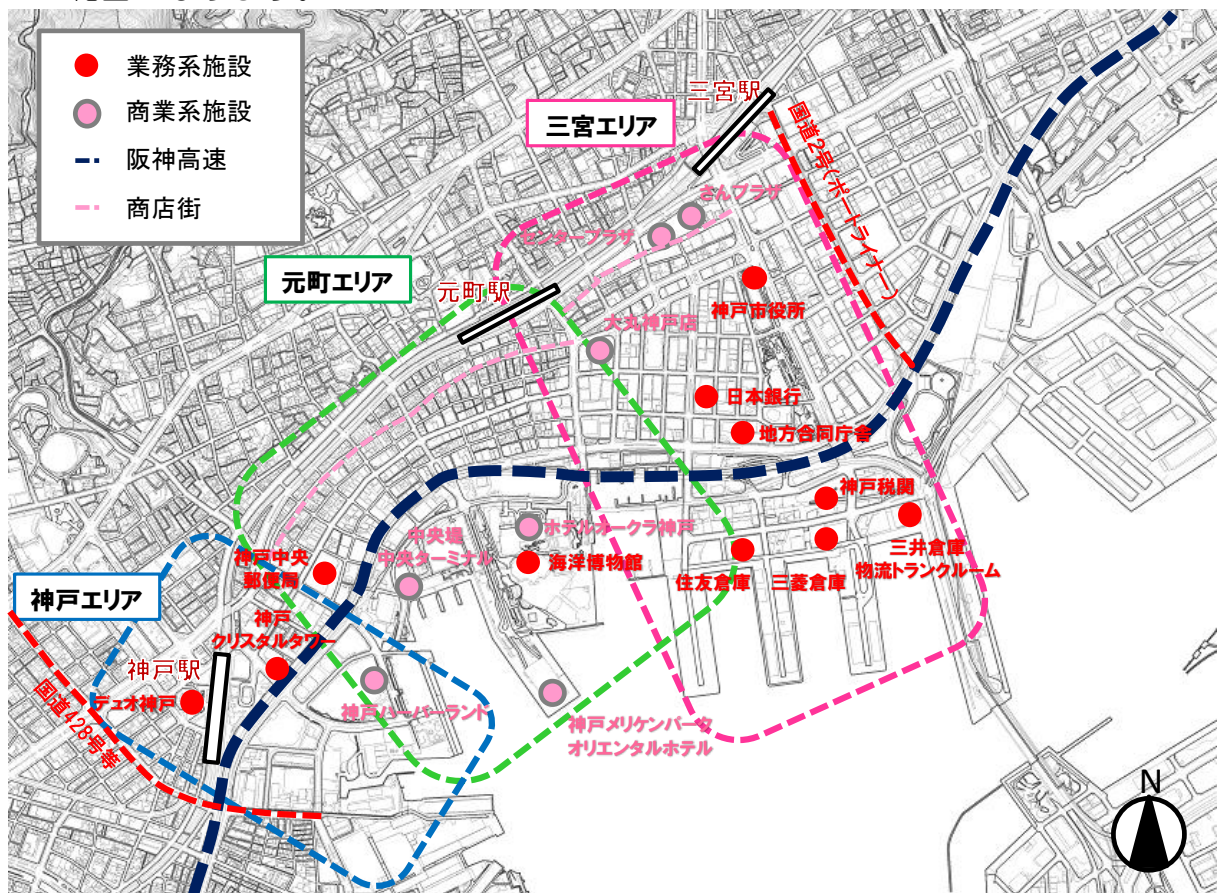 業務系施設
商業系施設
阪神高速
商店街
三宮エリア
三宮駅
国道2号(ポートライナー)
さんプラザ
センタープラザ
元町エリア
元町駅
神戸市役所
大丸神戸店
日本銀行
地方合同庁舎
神戸税関
三井倉庫
物流トランクルーム
ホテルオークラ神戸
中央堤
中央ターミナル
海洋博物館
住友倉庫
三菱倉庫
神戸中央
郵便局
神戸エリア
神戸
クリスタルタワー
神戸駅
デュオ神戸
国道428号等
神戸ハーバーランド
神戸メリケンパーク
オリエンタルホテル
N